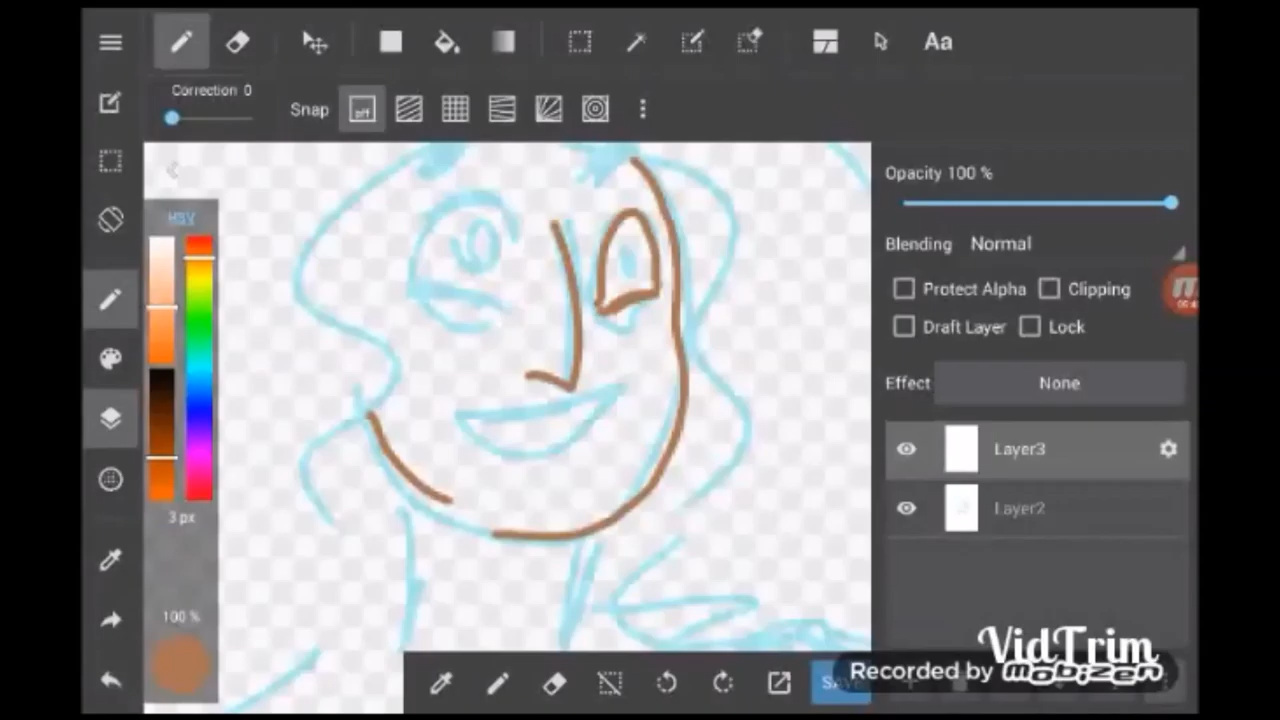 Aa
Correction 0
Snap
off
Opacity 100 %
HSV
Blending Normal
Protect Alpha
Clipping
Draft Layer
Lock
Effect
None
Layer3
Layer2
3 px
100 %
VidTrim
Recorded by mobizen